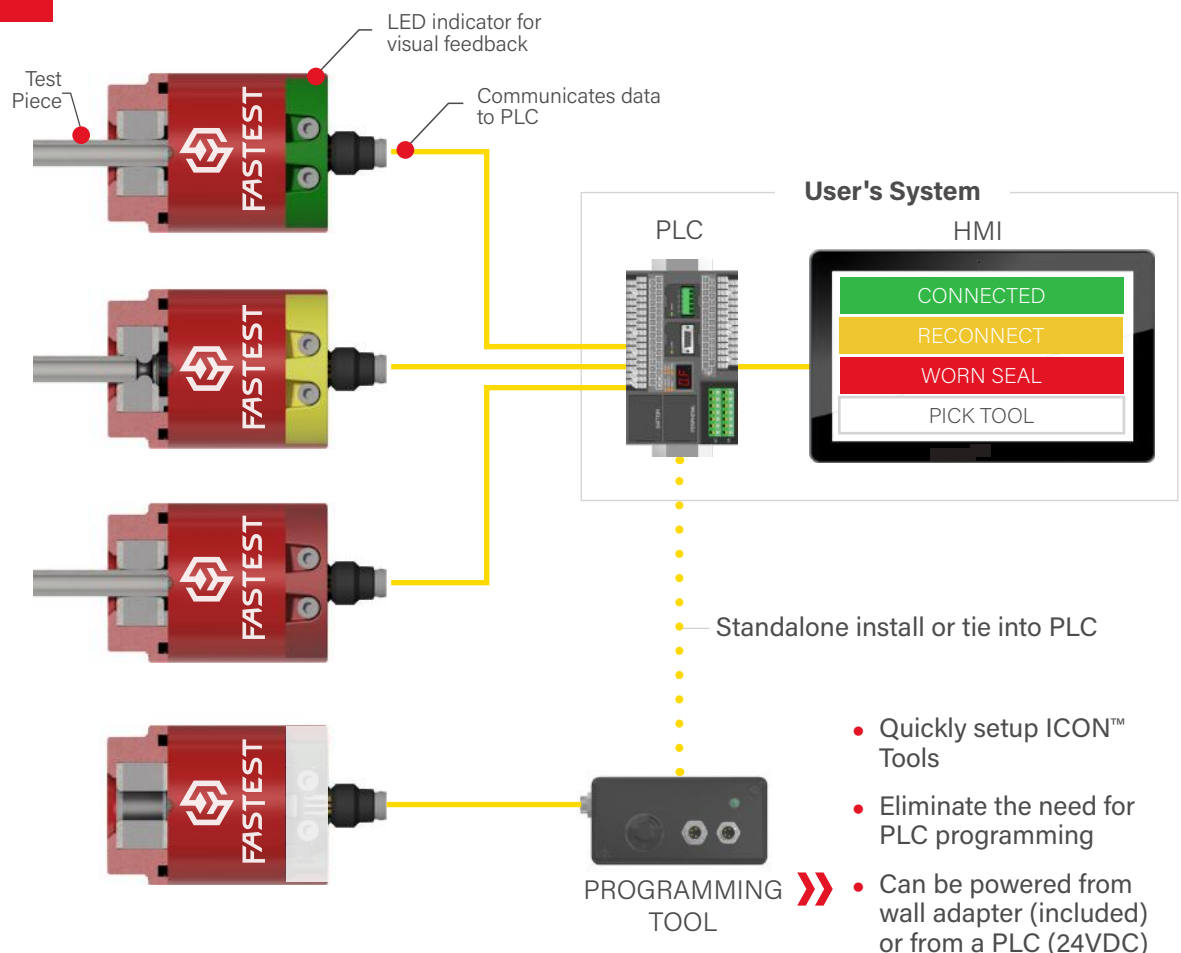 LED indicator for
visual feedback
Test
Piece
Communicates data
to PLC
FASTEST
User's System
PLC
HMI
CONNECTED
RECONNECT
WORN SEAL
PICK TOOL
FASTEST
FASTEST
Standalone install or tie into PLC
FASTEST
PROGRAMMING
TOOL
• Quickly setup ICON™
Tools
• Eliminate the need for
PLC programming
• Can be powered from
wall adapter (included)
or from a PLC (24VDC)